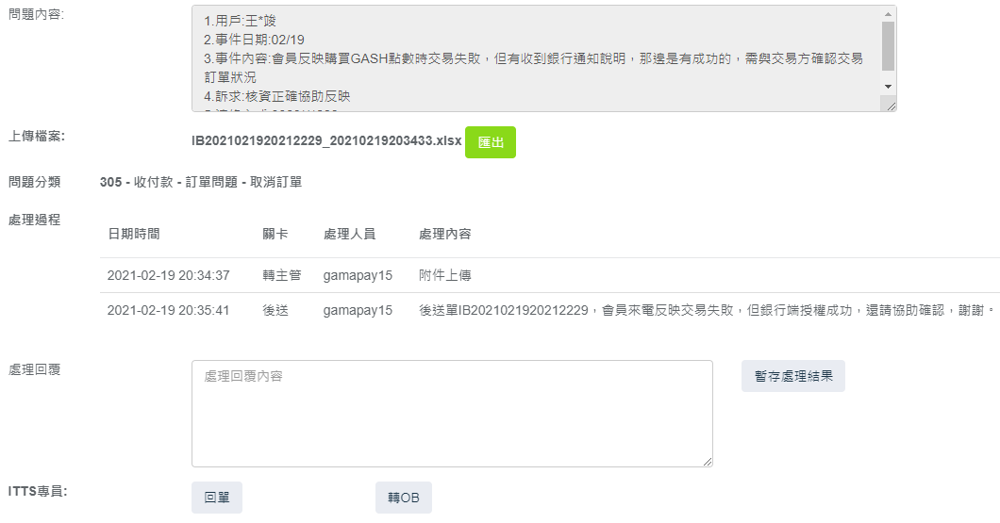 問題內容:
1.用戶:王*竣
2.事件日期:02/19
3.事件內容:會員反映購買GASH點數時交易失敗，但有收到銀行通知說明，那邊是有成功的，需與交易方確認交易
訂單狀況
4.訴求:核資正確協助反映
上傳檔案:
IB2021021920212229_20210219203433.xlsx 匯出
問題分類 305 - 收付款 - 訂單問題 - 取消訂單
處理過程
日期時間 關卡 處理人員 處理內容
2021-02-19 20:34:37 轉主管 gamapay15 附件上傳
2021-02-19 20:35:41 後送 gamapay15 後送單IB2021021920212229，會員來電反映交易失敗，但銀行端授權成功，還請協助確認，謝謝。
處理回覆 處理回覆內容 暫存處理結果
ITTS專員: 回單 轉OB